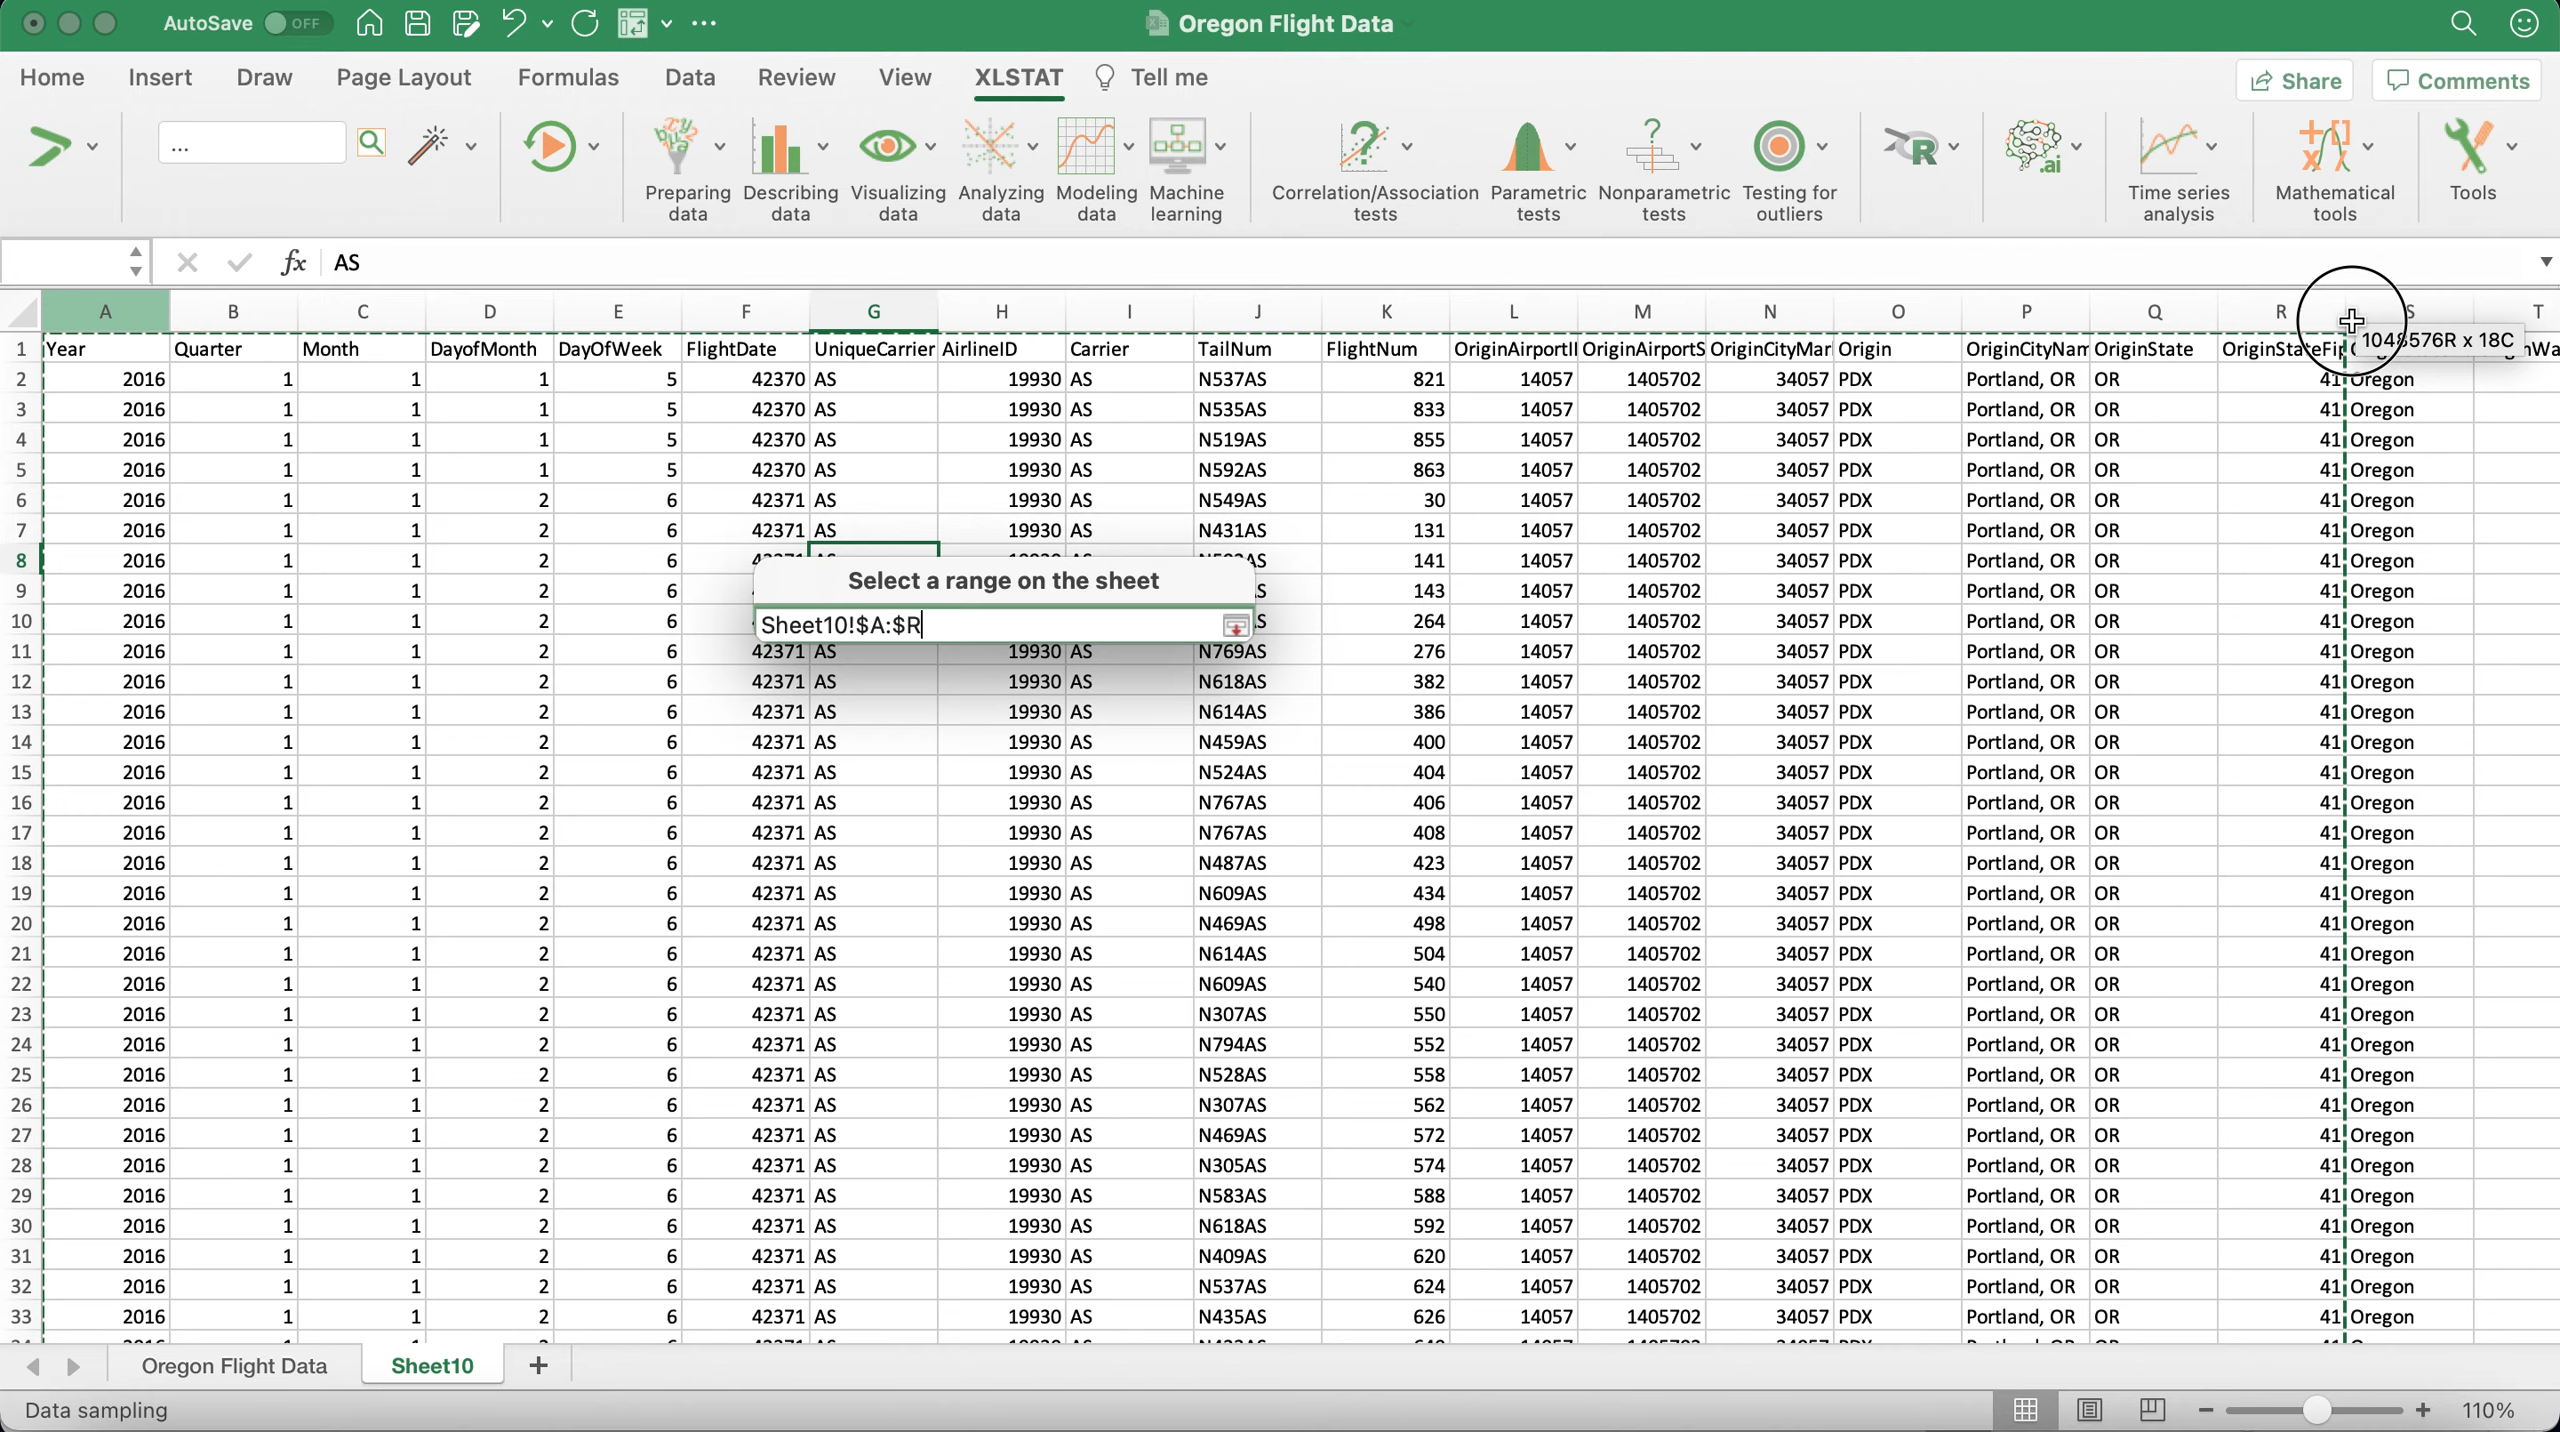 AutoSave OFF Oregon Flight Data
Home Insert Draw Page Layout Formulas Data Review View XLSTAT Tell me Share Comments
...
Preparing data Describing data Visualizing data Analyzing data Modeling data Machine learning Correlation/Association tests Parametric tests Nonparametric tests Testing for outliers R .ai Time series analysis Mathematical tools Tools
fx AS
A B C D E F G H I J K L M N O P Q R S T
1048576R x 18C
1 Year Quarter Month DayofMonth DayOfWeek FlightDate UniqueCarrier AirlineID Carrier TailNum FlightNum OriginAirportI OriginAirportS OriginCityMar Origin OriginCityNam OriginState OriginStateFip
2 2016 1 1 1 5 42370 AS 19930 AS N537AS 821 14057 1405702 34057 PDX Portland, OR OR 41 Oregon
3 2016 1 1 1 5 42370 AS 19930 AS N535AS 833 14057 1405702 34057 PDX Portland, OR OR 41 Oregon
4 2016 1 1 1 5 42370 AS 19930 AS N519AS 855 14057 1405702 34057 PDX Portland, OR OR 41 Oregon
5 2016 1 1 1 5 42370 AS 19930 AS N592AS 863 14057 1405702 34057 PDX Portland, OR OR 41 Oregon
6 2016 1 1 2 6 42371 AS 19930 AS N549AS 30 14057 1405702 34057 PDX Portland, OR OR 41 Oregon
7 2016 1 1 2 6 42371 AS 19930 AS N431AS 131 14057 1405702 34057 PDX Portland, OR OR 41 Oregon
8 2016 1 1 2 6 141 14057 1405702 34057 PDX Portland, OR OR 41 Oregon
Select a range on the sheet
9 2016 1 1 2 6 143 14057 1405702 34057 PDX Portland, OR OR 41 Oregon
10 2016 1 1 2 6 264 14057 1405702 34057 PDX Portland, OR OR 41 Oregon
Sheet10!$A:$R
11 2016 1 1 2 6 42371 AS 19930 AS N769AS 276 14057 1405702 34057 PDX Portland, OR OR 41 Oregon
12 2016 1 1 2 6 42371 AS 19930 AS N618AS 382 14057 1405702 34057 PDX Portland, OR OR 41 Oregon
13 2016 1 1 2 6 42371 AS 19930 AS N614AS 386 14057 1405702 34057 PDX Portland, OR OR 41 Oregon
14 2016 1 1 2 6 42371 AS 19930 AS N459AS 400 14057 1405702 34057 PDX Portland, OR OR 41 Oregon
15 2016 1 1 2 6 42371 AS 19930 AS N524AS 404 14057 1405702 34057 PDX Portland, OR OR 41 Oregon
16 2016 1 1 2 6 42371 AS 19930 AS N767AS 406 14057 1405702 34057 PDX Portland, OR OR 41 Oregon
17 2016 1 1 2 6 42371 AS 19930 AS N767AS 408 14057 1405702 34057 PDX Portland, OR OR 41 Oregon
18 2016 1 1 2 6 42371 AS 19930 AS N487AS 423 14057 1405702 34057 PDX Portland, OR OR 41 Oregon
19 2016 1 1 2 6 42371 AS 19930 AS N609AS 434 14057 1405702 34057 PDX Portland, OR OR 41 Oregon
20 2016 1 1 2 6 42371 AS 19930 AS N469AS 498 14057 1405702 34057 PDX Portland, OR OR 41 Oregon
21 2016 1 1 2 6 42371 AS 19930 AS N614AS 504 14057 1405702 34057 PDX Portland, OR OR 41 Oregon
22 2016 1 1 2 6 42371 AS 19930 AS N609AS 540 14057 1405702 34057 PDX Portland, OR OR 41 Oregon
23 2016 1 1 2 6 42371 AS 19930 AS N307AS 550 14057 1405702 34057 PDX Portland, OR OR 41 Oregon
24 2016 1 1 2 6 42371 AS 19930 AS N794AS 552 14057 1405702 34057 PDX Portland, OR OR 41 Oregon
25 2016 1 1 2 6 42371 AS 19930 AS N528AS 558 14057 1405702 34057 PDX Portland, OR OR 41 Oregon
26 2016 1 1 2 6 42371 AS 19930 AS N307AS 562 14057 1405702 34057 PDX Portland, OR OR 41 Oregon
27 2016 1 1 2 6 42371 AS 19930 AS N469AS 572 14057 1405702 34057 PDX Portland, OR OR 41 Oregon
28 2016 1 1 2 6 42371 AS 19930 AS N305AS 574 14057 1405702 34057 PDX Portland, OR OR 41 Oregon
29 2016 1 1 2 6 42371 AS 19930 AS N583AS 588 14057 1405702 34057 PDX Portland, OR OR 41 Oregon
30 2016 1 1 2 6 42371 AS 19930 AS N618AS 592 14057 1405702 34057 PDX Portland, OR OR 41 Oregon
31 2016 1 1 2 6 42371 AS 19930 AS N409AS 620 14057 1405702 34057 PDX Portland, OR OR 41 Oregon
32 2016 1 1 2 6 42371 AS 19930 AS N537AS 624 14057 1405702 34057 PDX Portland, OR OR 41 Oregon
33 2016 1 1 2 6 42371 AS 19930 AS N435AS 626 14057 1405702 34057 PDX Portland, OR OR 41 Oregon
Oregon Flight Data Sheet10 +
Data sampling 110%